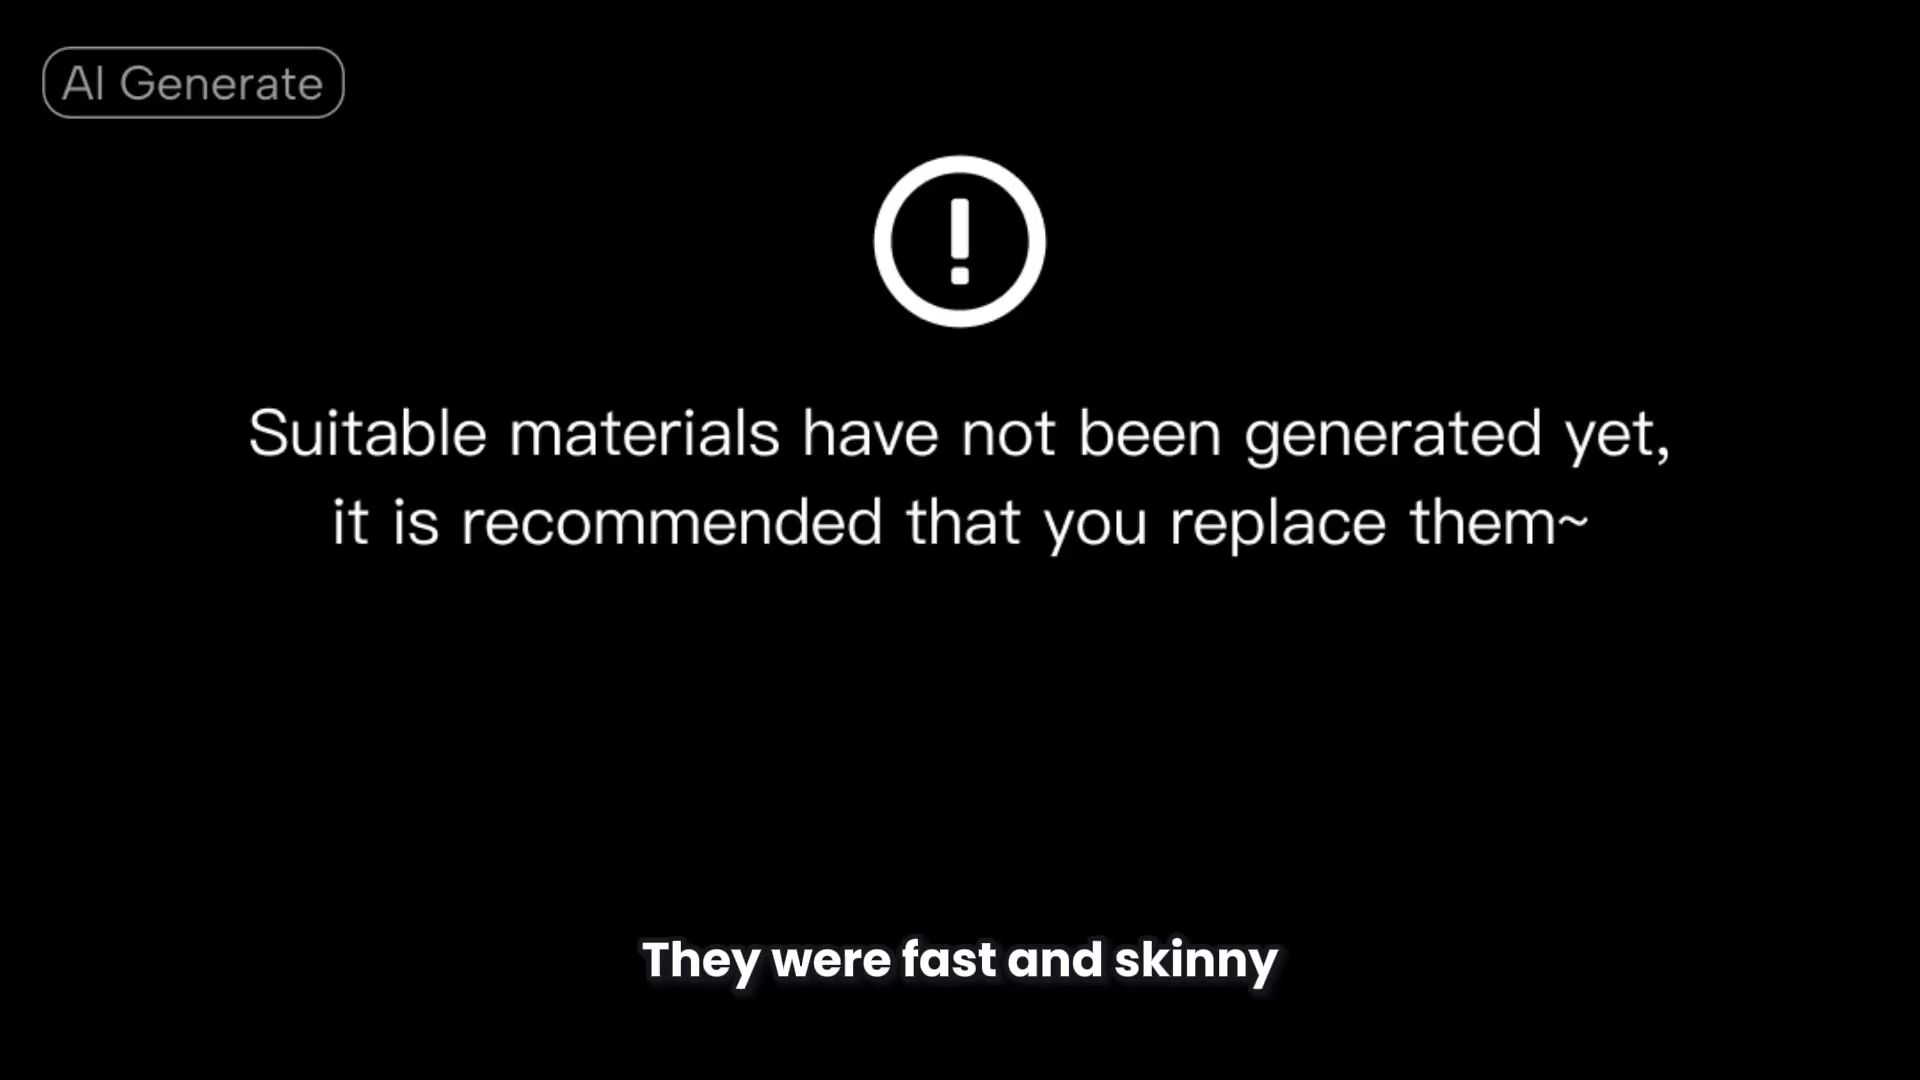 AI Generate
Suitable materials have not been generated yet,
it is recommended that you replace them~
They were fast and skinny